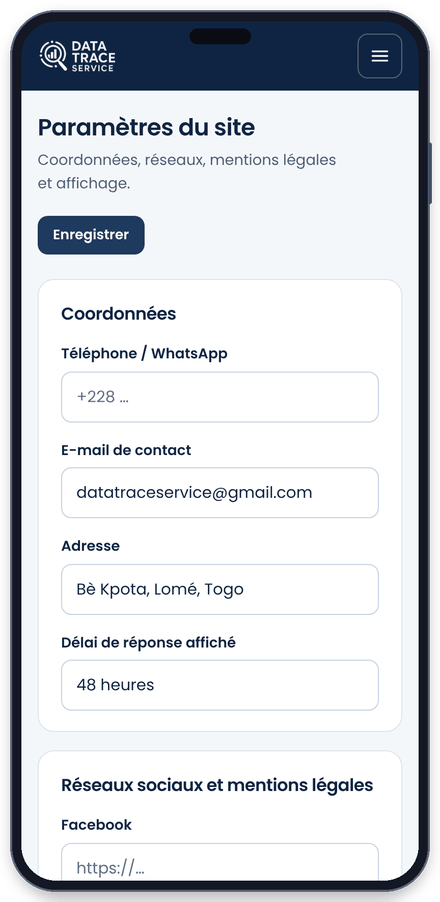 DATA
TRACE
SERVICE
Paramètres du site
Coordonnées, réseaux, mentions légales
et affichage.
Enregistrer
Coordonnées
Téléphone / WhatsApp
+228 ...
E-mail de contact
datatraceservice@gmail.com
Adresse
Bè Kpota, Lomé, Togo
Délai de réponse affiché
48 heures
Réseaux sociaux et mentions légales
Facebook
https://...